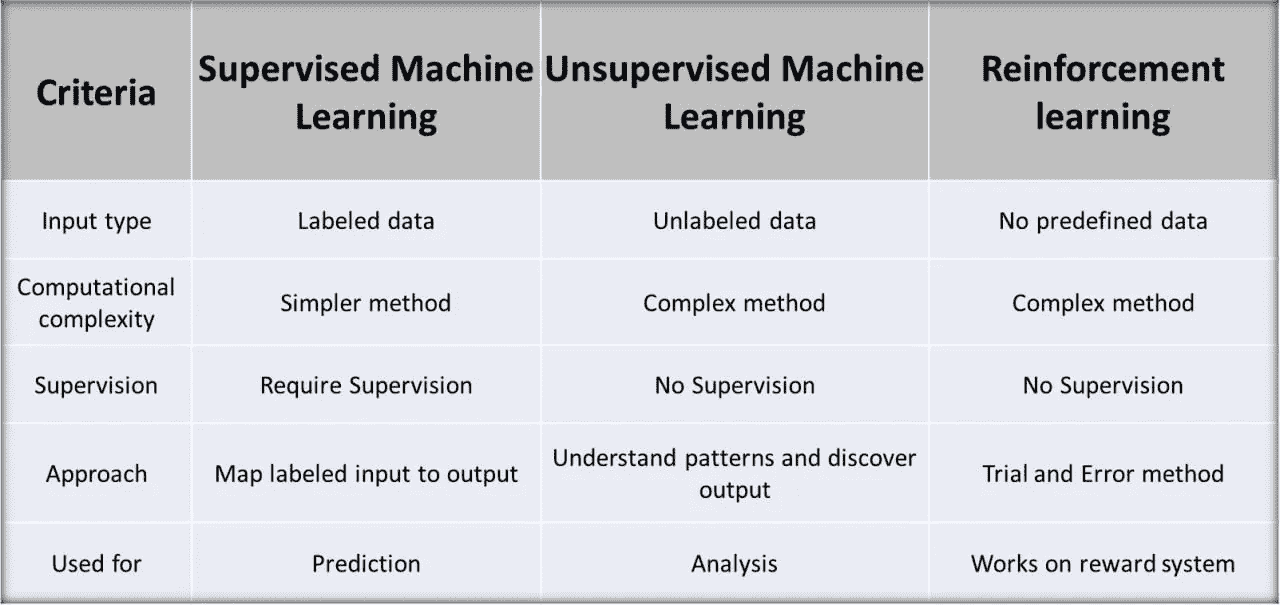 Criteria
Supervised Machine
Learning
Unsupervised Machine
Learning
Reinforcement
learning
Input type
Labeled data
Unlabeled data
No predefined data
Computational
complexity
Simpler method
Complex method
Complex method
Supervision
Require Supervision
No Supervision
No Supervision
Approach
Map labeled input to output
Understand patterns and discover
output
Trial and Error method
Used for
Prediction
Analysis
Works on reward system